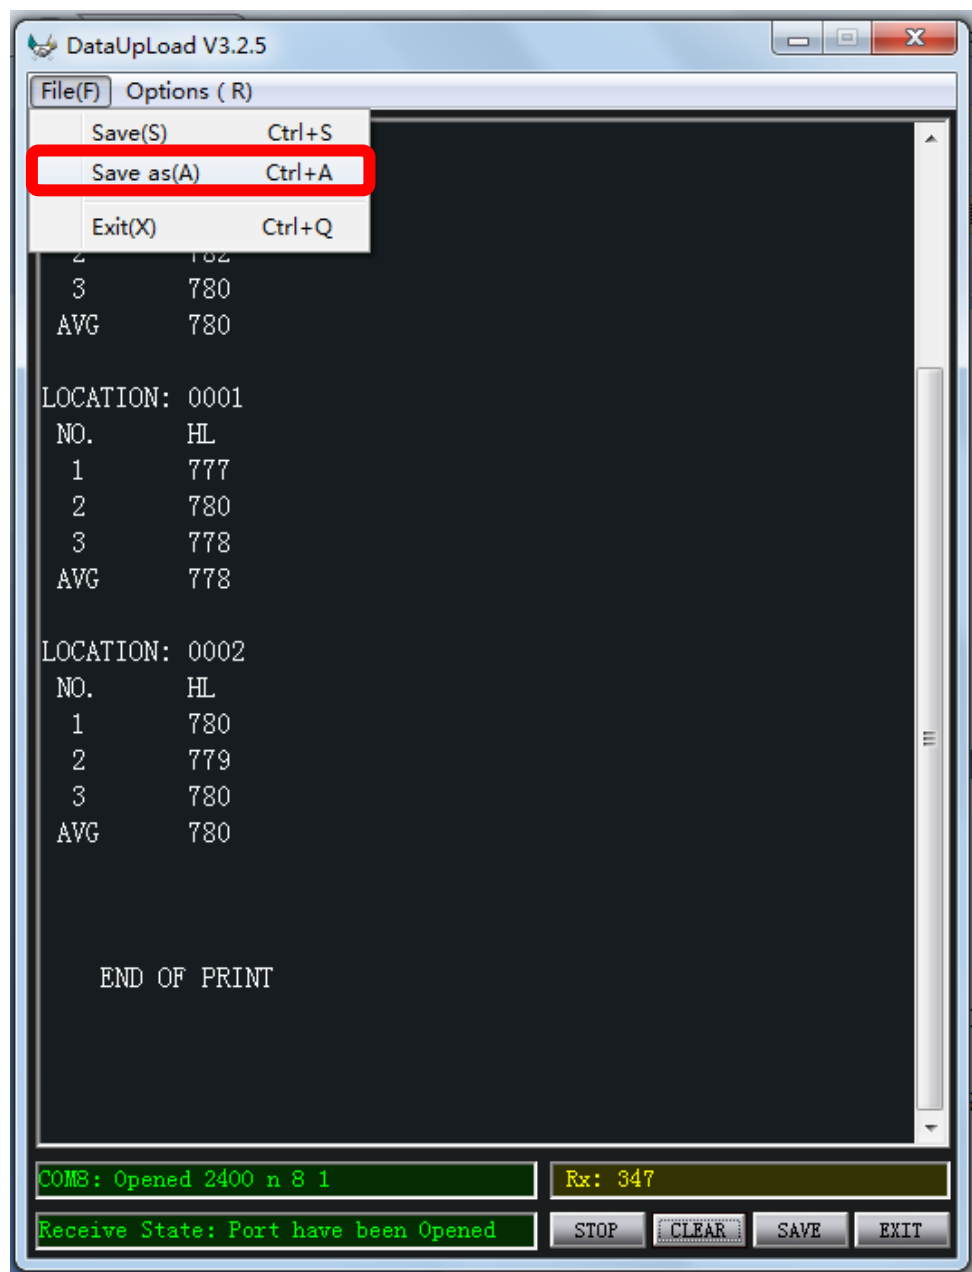 DataUpLoad V3.2.5
File(F) Options ( R)
Save(S) Ctrl+S
Save as(A) Ctrl+A
Exit(X) Ctrl+Q
2 782
3 780
AVG 780
LOCATION: 0001
NO. HL
1 777
2 780
3 778
AVG 778
LOCATION: 0002
NO. HL
1 780
2 779
3 780
AVG 780
END OF PRINT
COM8: Opened 2400 n 8 1
Rx: 347
Receive State: Port have been Opened
STOP CLEAR SAVE EXIT